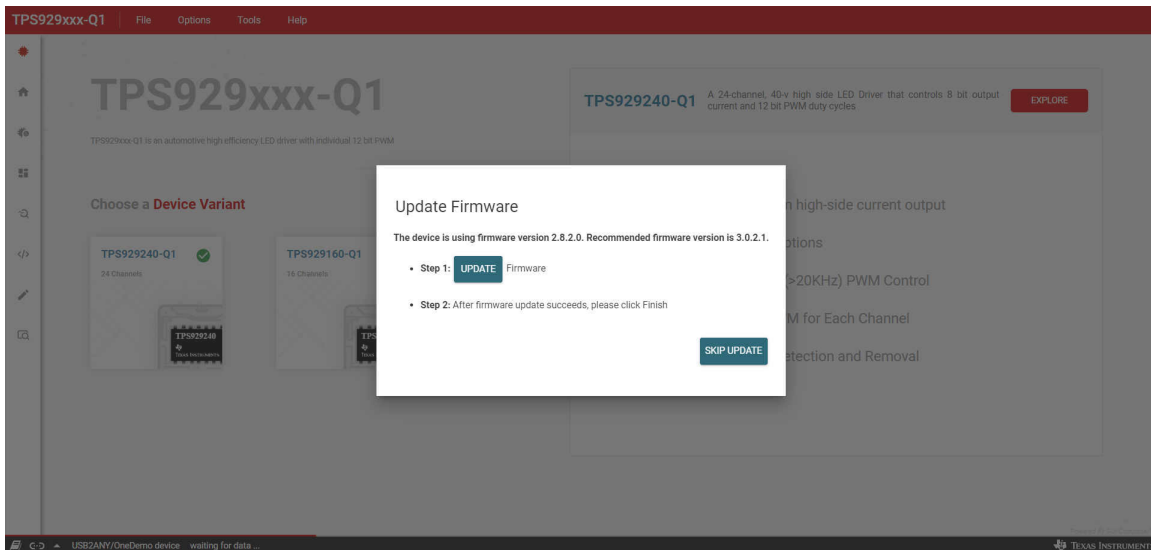 TPS929xxx-Q1 File Options Tools Help
TPS929xxx-Q1
TPS929xxx Q1 is an automotive high efficiency LED driver with individual 12 bit PWM
TPS929240-Q1
A 24-channel, 40-v high side LED Driver that controls 8 bit output
current and 12 bit PWM duty cycles
EXPLORE
Choose a Device Variant
TPS929240-Q1
24 Channels
TPS929240
TEXAS INSTRUMENTS
TPS929160-Q1
16 Channels
TPS
Texas
Update Firmware
The device is using firmware version 2.8.2.0. Recommended firmware version is 3.0.2.1.
• Step 1: UPDATE Firmware
• Step 2: After firmware update succeeds, please click Finish
SKIP UPDATE
high-side current output
(>20KHz) PWM Control
for Each Channel
and Removal
USB2ANY/OneDemo device waiting for data ...
TEXAS INSTRUMENTS